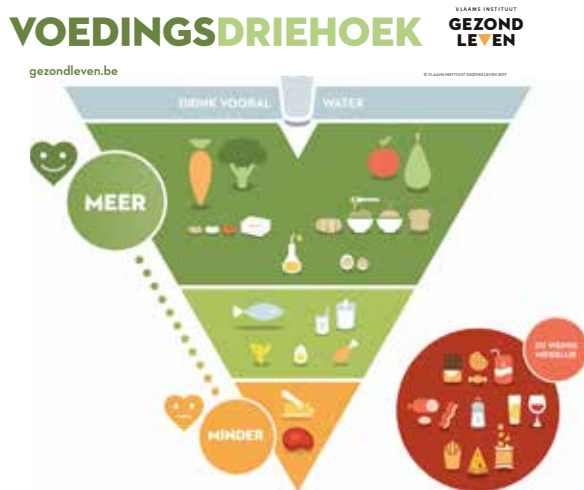 VLAAMS INSTITUUT
VOEDINGSDRIEHOEK
GEZOND
LEVEN
gezondleven.be
© VLAAMS INSTITUUT GEZOND LEVEN 2017
DRINK VOORAL WATER
MEER
ZO WEINIG
MOGELIJK
MINDER